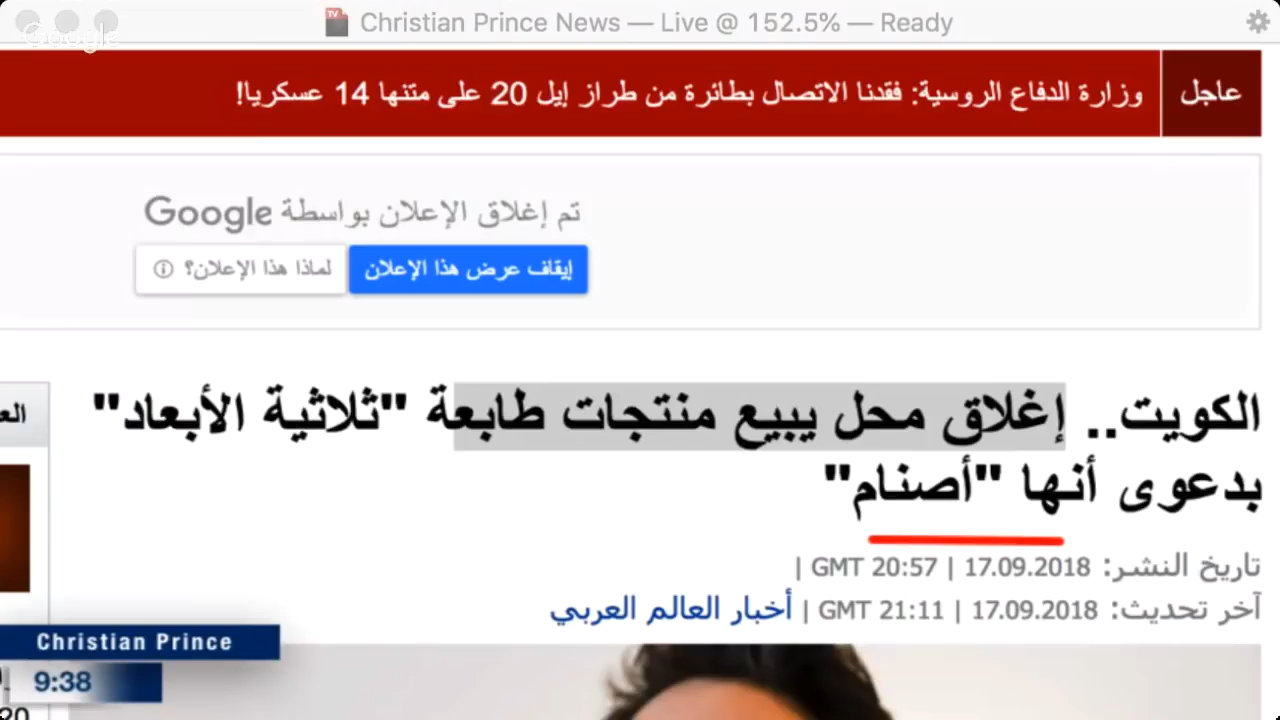 Christian Prince News — Live @ 152.5% — Ready
Google
عاجل
وزارة الدفاع الروسية: فقدنا الاتصال بطائرة من طراز إيل 20 على متنها 14 عسكريا!
تم إغلاق الإعلان بواسطة Google
إيقاف عرض هذا الإعلان
لماذا هذا الإعلان؟
الكويت.. إغلاق محل يبيع منتجات طابعة "ثلاثية الأبعاد"
بدعوى أنها "أصنام"
تاريخ النشر: 17.09.2018 | 20:57 GMT |
آخر تحديث: 17.09.2018 | 21:11 GMT | أخبار العالم العربي
Christian Prince
9:38